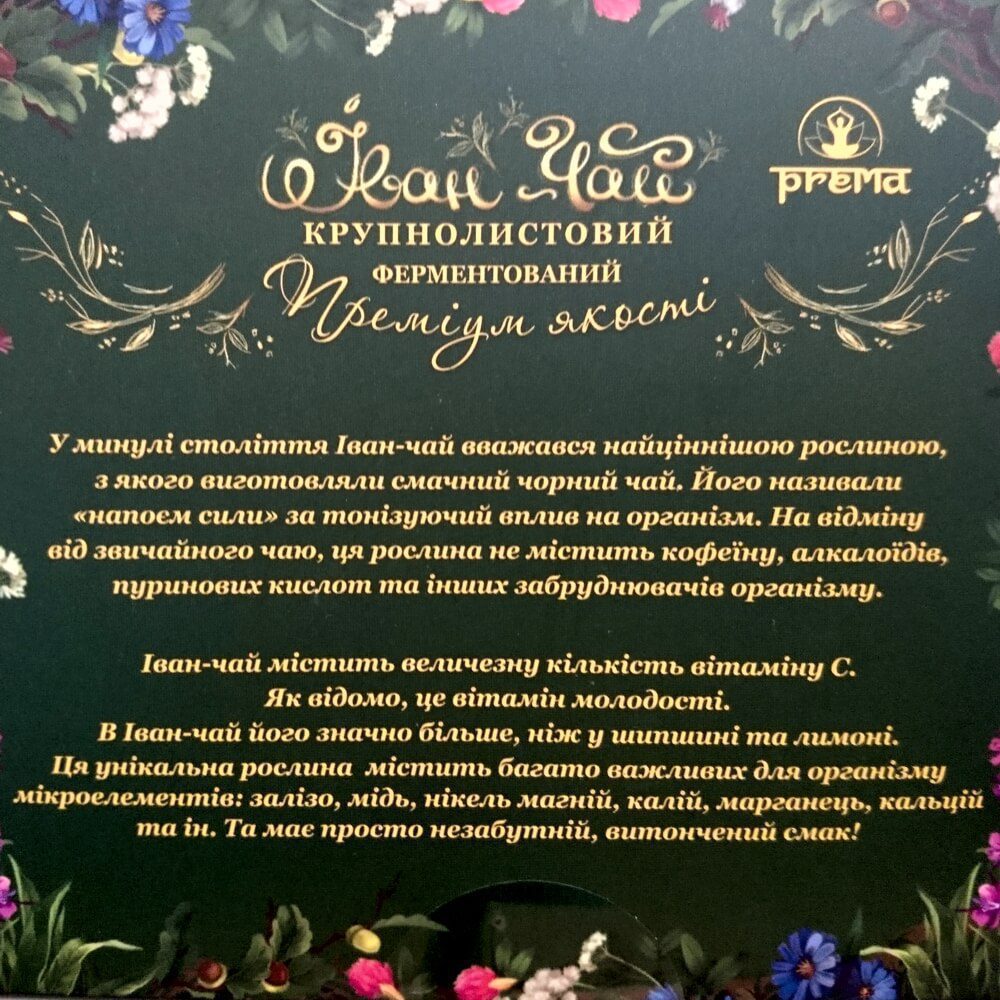 Іван Чай
prema
КРУПНОЛИСТОВИЙ
ФЕРМЕНТОВАНИЙ
Преміум якості
У минулі століття Іван-чай вважався найціннішою рослиною,
з якого виготовляли смачний чорний чай. Його називали
«напоєм сили» за тонізуючий вплив на організм. На відміну
від звичайного чаю, ця рослина не містить кофеїну, алкалоїдів,
пуринових кислот та інших забруднювачів організму.
Іван-чай містить величезну кількість вітаміну С.
Як відомо, це вітамін молодості.
В Іван-чай його значно більше, ніж у шипшині та лимоні.
Ця унікальна рослина містить багато важливих для організму
мікроелементів: залізо, мідь, нікель магній, калій, марганець, кальцій
та ін. Та має просто незабутній, витончений смак!